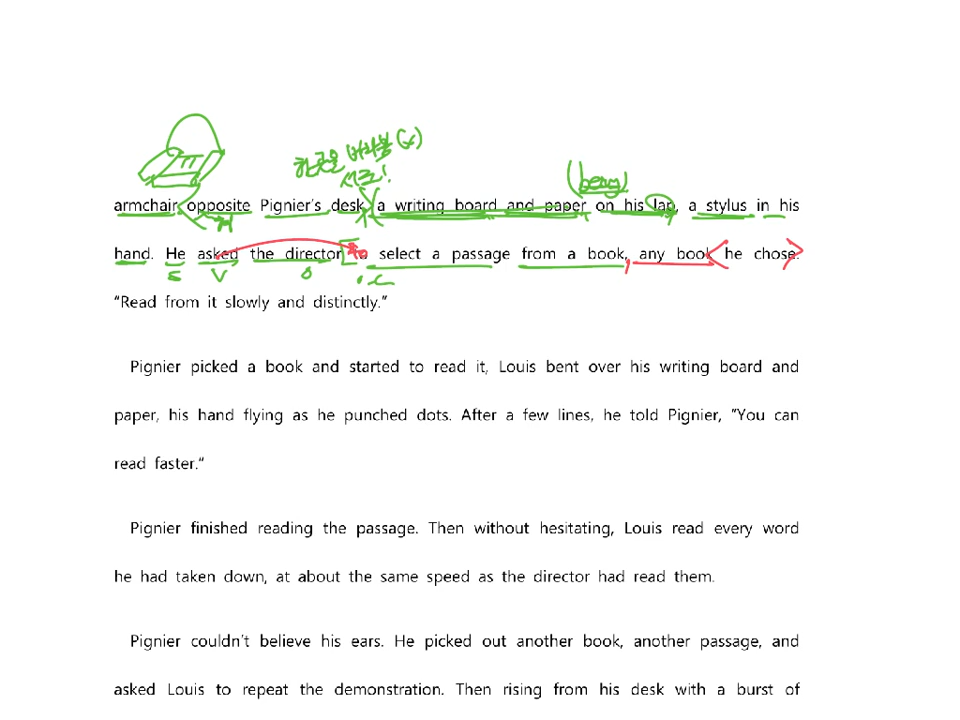 (being)
armchair opposite Pignier's desk, a writing board and paper on his lap, a stylus in his
hand. He asked the director to select a passage from a book, any book he chose.
S V O o.c
"Read from it slowly and distinctly."
Pignier picked a book and started to read it, Louis bent over his writing board and
paper, his hand flying as he punched dots. After a few lines, he told Pignier, "You can
read faster."
Pignier finished reading the passage. Then without hesitating, Louis read every word
he had taken down, at about the same speed as the director had read them.
Pignier couldn't believe his ears. He picked out another book, another passage, and
asked Louis to repeat the demonstration. Then rising from his desk with a burst of